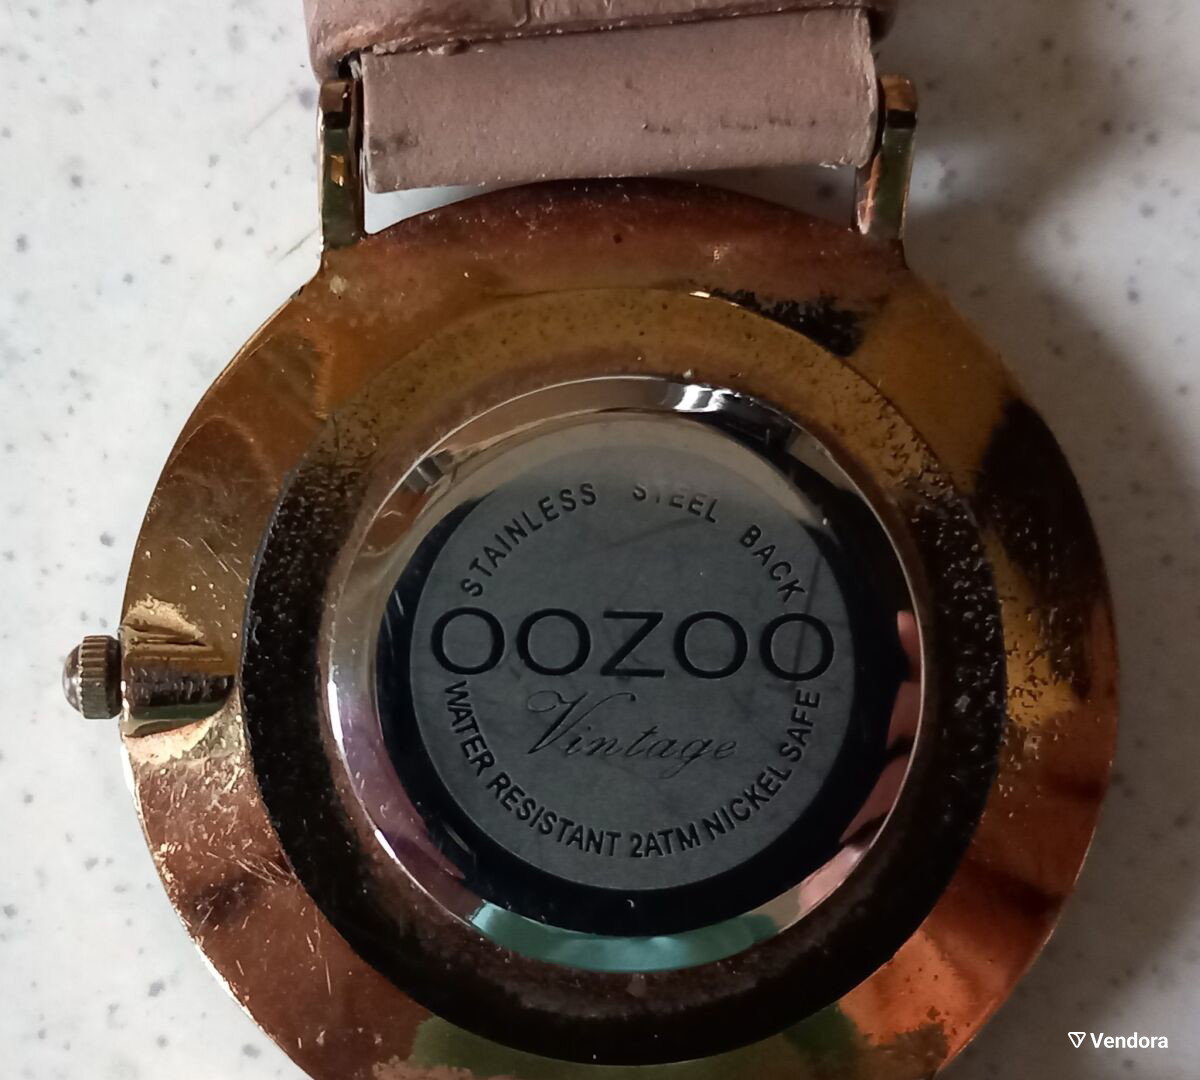 STAINLESS STEEL BACK
OOZOO
Vintage
WATER RESISTANT 2ATM NICKEL SAFE
Vendora